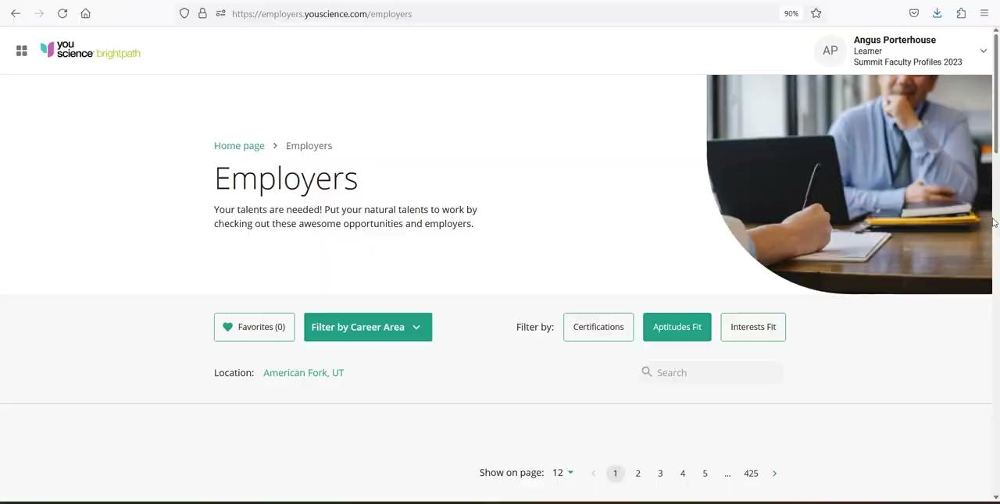 https://employers.youscience.com/employers
90%
you
science brightpath
AP
Angus Porterhouse
Learner
Summit Faculty Profiles 2023
Home page > Employers
Employers
Your talents are needed! Put your natural talents to work by
checking out these awesome opportunities and employers.
Favorites (0)
Filter by Career Area
Filter by:
Certifications
Aptitudes Fit
Interests Fit
Location: American Fork, UT
Search
Show on page: 12
< 1 2 3 4 5 ... 425 >